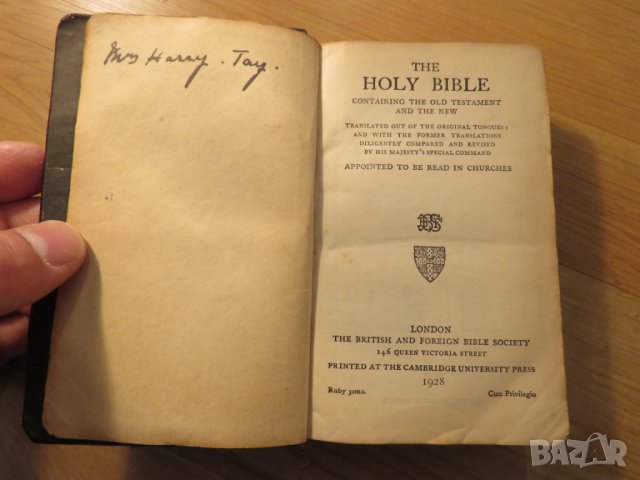 Mrs Harry. Tay.
THE
HOLY BIBLE
CONTAINING THE OLD TESTAMENT
AND THE NEW
TRANSLATED OUT OF THE ORIGINAL TONGUES:
AND WITH THE FORMER TRANSLATIONS
DILIGENTLY COMPARED AND REVISED
BY HIS MAJESTY'S SPECIAL COMMAND
APPOINTED TO BE READ IN CHURCHES
LONDON
THE BRITISH AND FOREIGN BIBLE SOCIETY
146 QUEEN VICTORIA STREET
PRINTED AT THE CAMBRIDGE UNIVERSITY PRESS
1928
Ruby 32mo. Cum Privilegio
BAZAR.bg